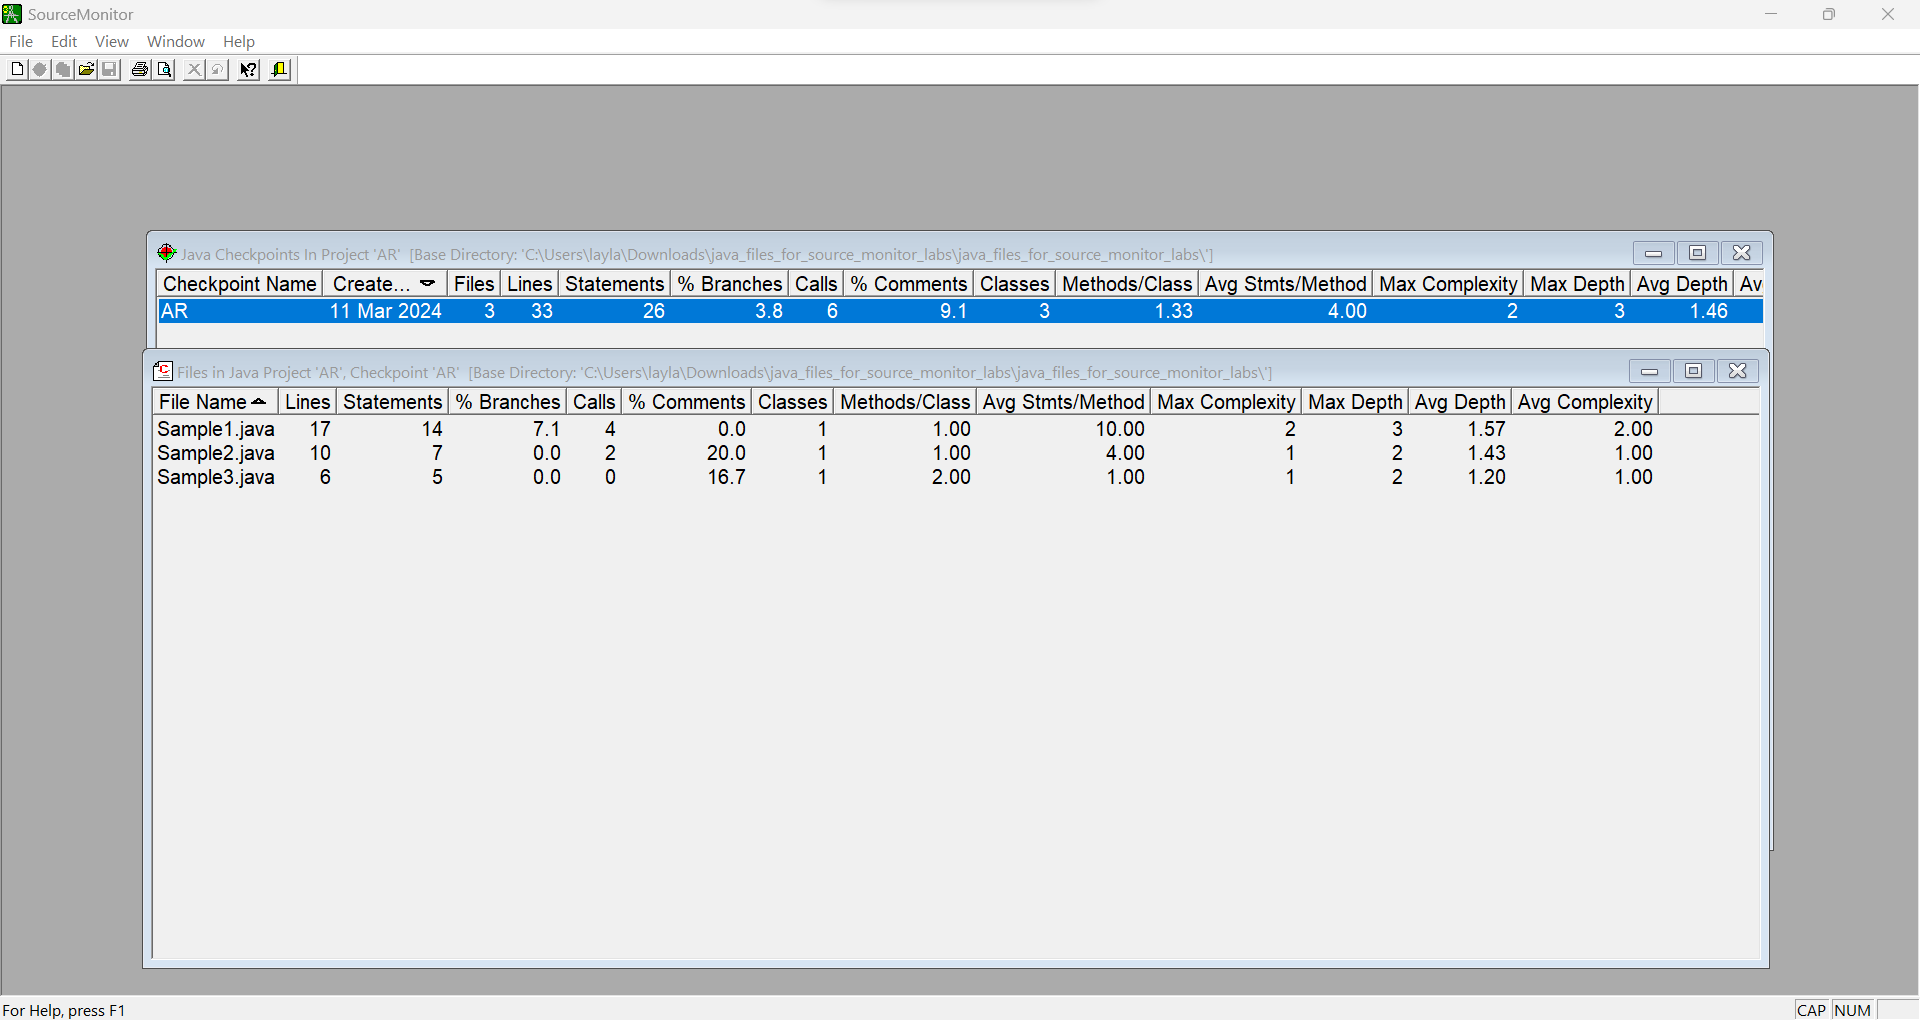 SourceMonitor
File Edit View Window Help
Java Checkpoints In Project 'AR' [Base Directory: 'C:\Users\layla\Downloads\java_files_for_source_monitor_labs\java_files_for_source_monitor_labs\']
Checkpoint Name Create... Files Lines Statements % Branches Calls % Comments Classes Methods/Class Avg Stmts/Method Max Complexity Max Depth Avg Depth Av
AR 11 Mar 2024 3 33 26 3.8 6 9.1 3 1.33 4.00 2 3 1.46
Files in Java Project 'AR', Checkpoint 'AR' [Base Directory: 'C:\Users\layla\Downloads\java_files_for_source_monitor_labs\java_files_for_source_monitor_labs\']
File Name Lines Statements % Branches Calls % Comments Classes Methods/Class Avg Stmts/Method Max Complexity Max Depth Avg Depth Avg Complexity
Sample1.java 17 14 7.1 4 0.0 1 1.00 10.00 2 3 1.57 2.00
Sample2.java 10 7 0.0 2 20.0 1 1.00 4.00 1 2 1.43 1.00
Sample3.java 6 5 0.0 0 16.7 1 2.00 1.00 1 2 1.20 1.00
For Help, press F1 CAP NUM